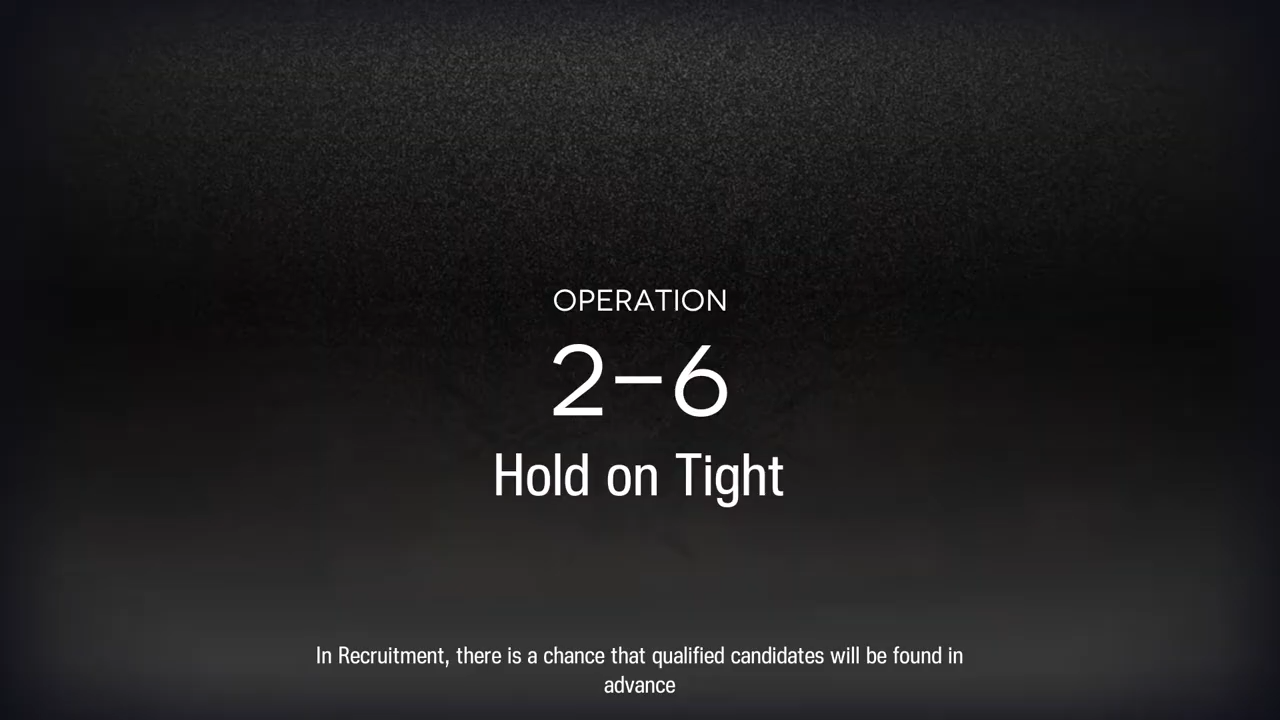 OPERATION
2-6
Hold on Tight
In Recruitment, there is a chance that qualified candidates will be found in
advance